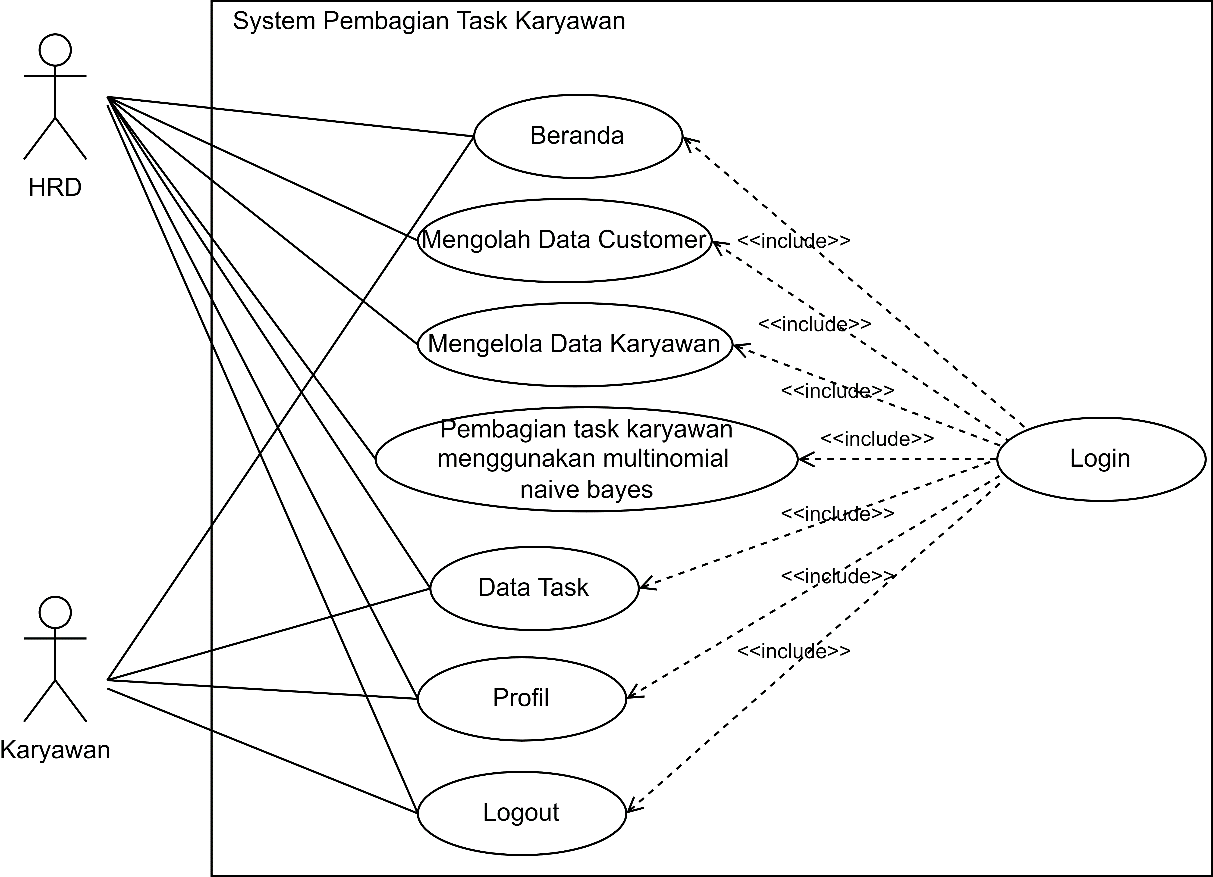 System Pembagian Task Karyawan
HRD
Beranda
Mengolah Data Customer
<<include>>
<<include>>
Mengelola Data Karyawan
<<include>>
Pembagian task karyawan
menggunakan multinomial
naive bayes
<<include>>
Login
<<include>>
Data Task
<<include>>
<<include>>
Profil
Karyawan
Logout